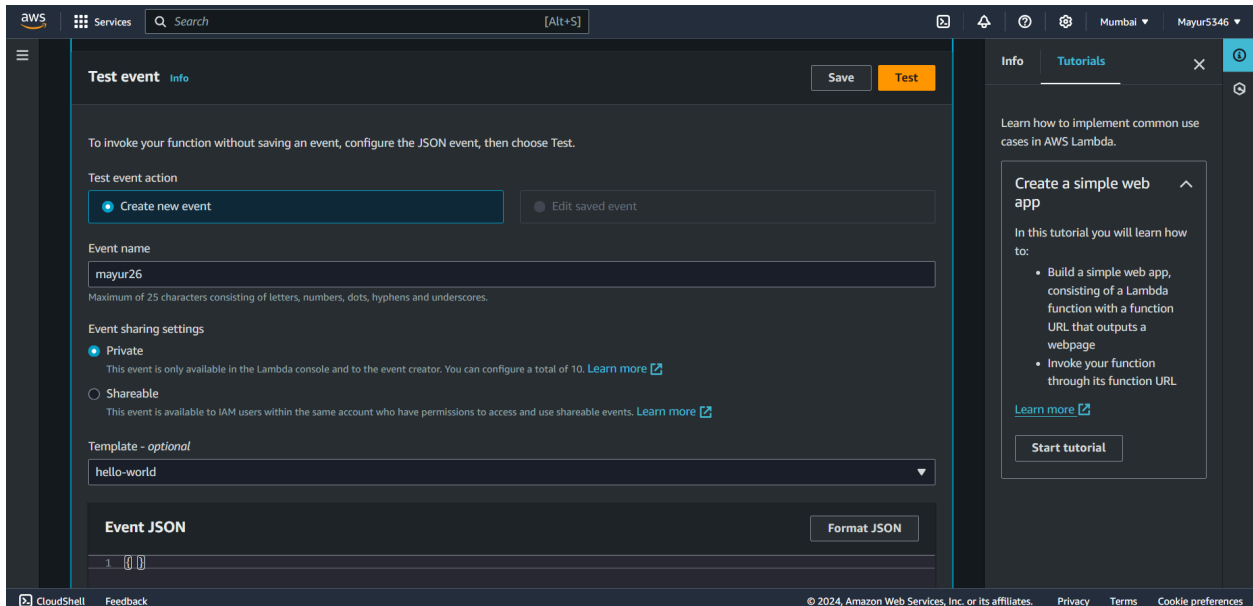 aws
Services
Search
[Alt+S]
Mumbai
Mayur5346
Test event Info
Save
Test
To invoke your function without saving an event, configure the JSON event, then choose Test.
Test event action
Create new event
Edit saved event
Event name
mayur26
Maximum of 25 characters consisting of letters, numbers, dots, hyphens and underscores.
Event sharing settings
Private
This event is only available in the Lambda console and to the event creator. You can configure a total of 10. Learn more
Shareable
This event is available to IAM users within the same account who have permissions to access and use shareable events. Learn more
Template - optional
hello-world
Event JSON
Format JSON
1 {}
Info
Tutorials
Learn how to implement common use
cases in AWS Lambda.
Create a simple web
app
In this tutorial you will learn how
to:
• Build a simple web app,
consisting of a Lambda
function with a function
URL that outputs a
webpage
• Invoke your function
through its function URL
Learn more
Start tutorial
CloudShell
Feedback
© 2024, Amazon Web Services, Inc. or its affiliates.
Privacy
Terms
Cookie preferences